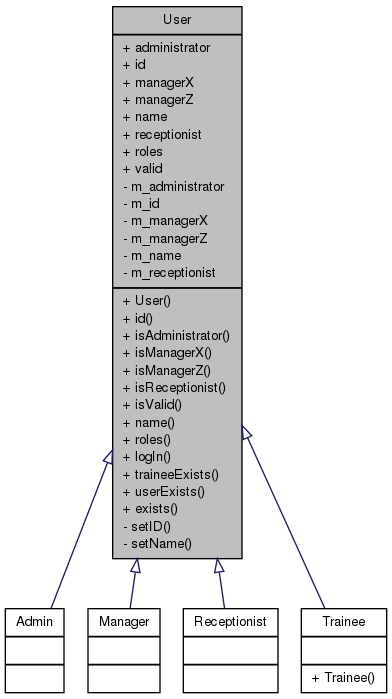 User
+ administrator
+ id
+ managerX
+ managerZ
+ name
+ receptionist
+ roles
+ valid
- m_administrator
- m_id
- m_managerX
- m_managerZ
- m_name
- m_receptionist
+ User()
+ id()
+ isAdministrator()
+ isManagerX()
+ isManagerZ()
+ isReceptionist()
+ isValid()
+ name()
+ roles()
+ logIn()
+ traineeExists()
+ userExists()
+ exists()
- setID()
- setName()
Admin
Manager
Receptionist
Trainee
+ Trainee()